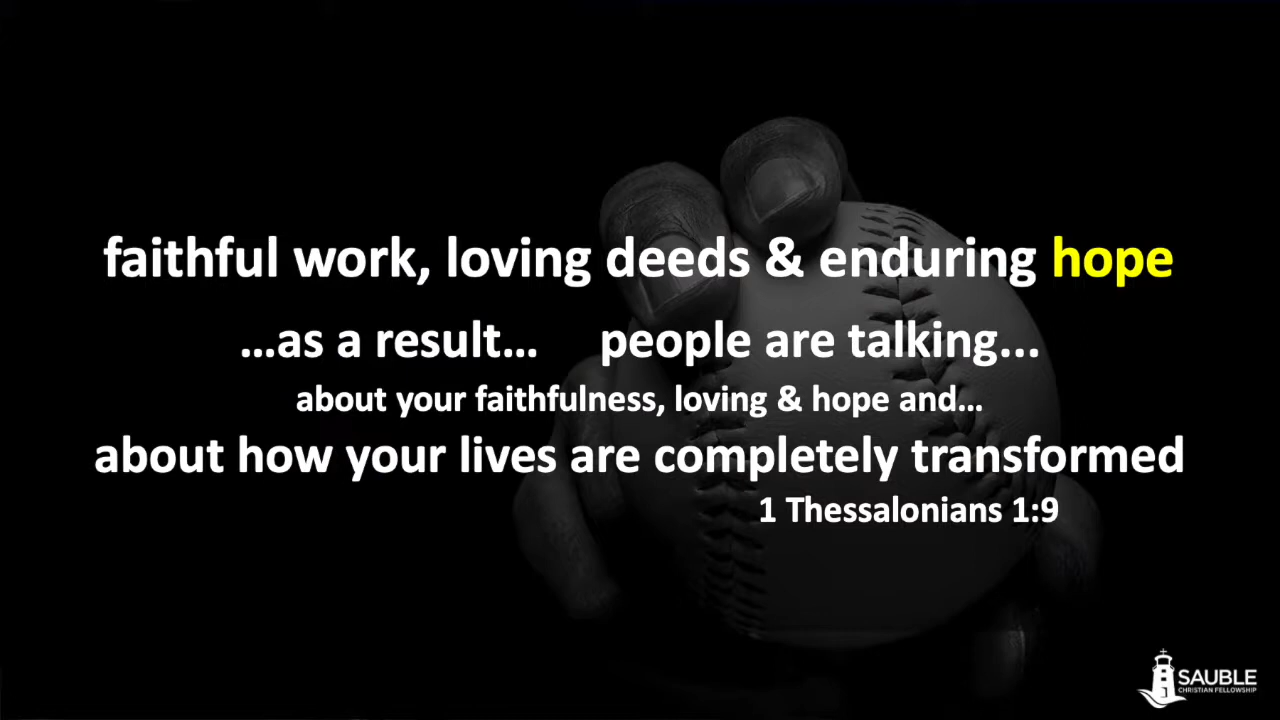 faithful work, loving deeds & enduring hope
...as a result... people are talking...
about your faithfulness, loving & hope and...
about how your lives are completely transformed
1 Thessalonians 1:9
SAUBLE
CHRISTIAN FELLOWSHIP